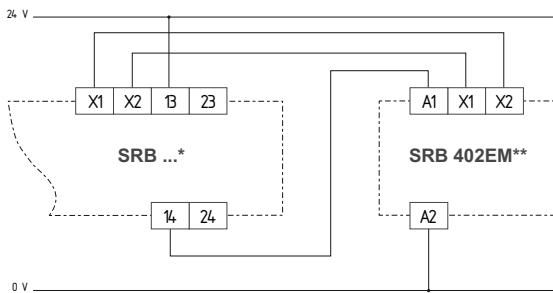 24 V
X1 X2 13 23
A1 X1 X2
SRB ...*
SRB 402EM**
14 24
A2
0 V